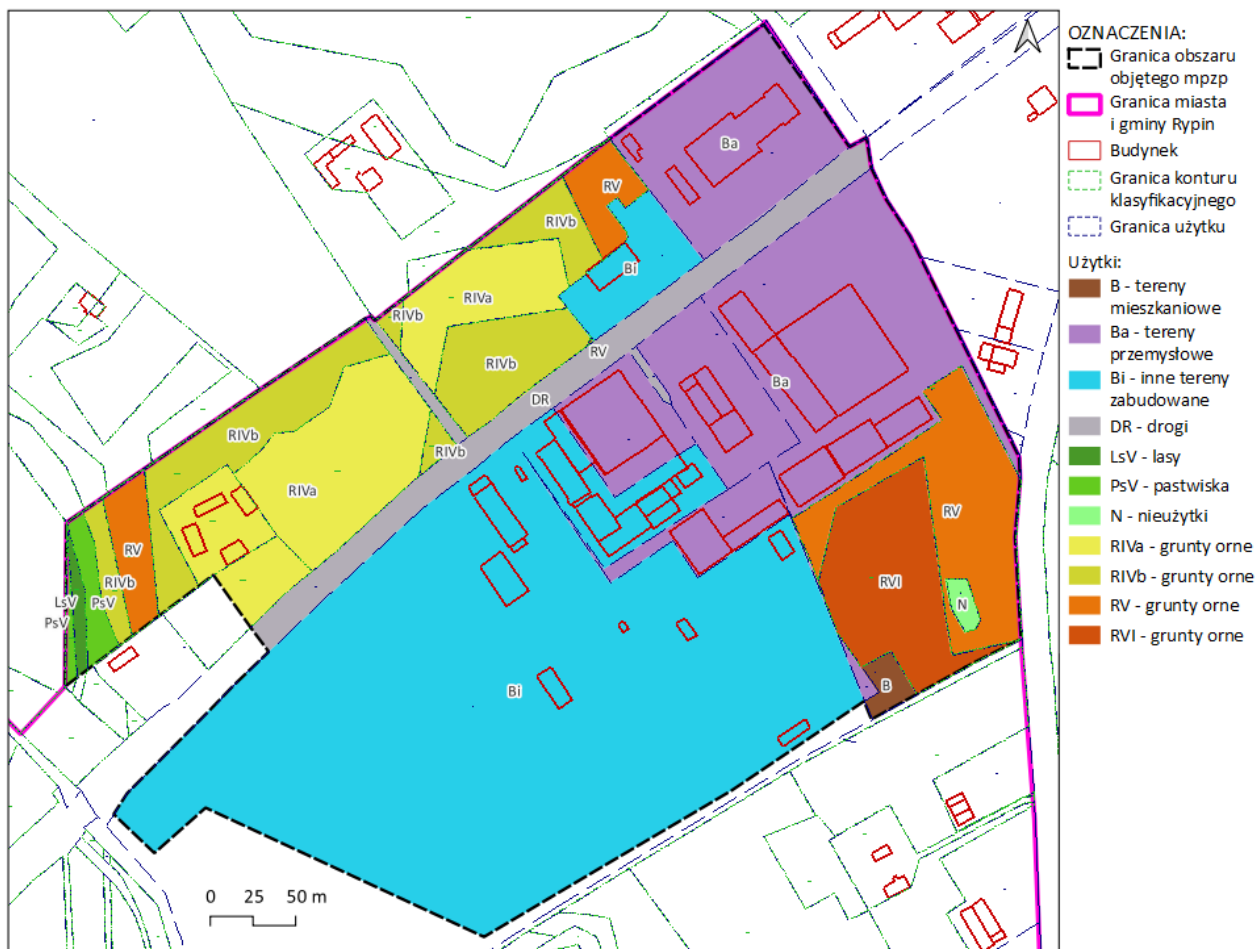 Ba
RV
RIVb
Bi
RIVa
RIVb
RIVb
RV
Ba
DR
RIVb
RIVb
RIVa
RV
RV
RIVb
RVI
LsV
PsV
PsV
N
B
Bi
0 25 50 m
OZNACZENIA:
Granica obszaru
objętego mpzp
Granica miasta
i gminy Rypin
Budynek
Granica konturu
klasyfikacyjnego
Granica użytku
Użytki:
B - tereny
mieszkaniowe
Ba - tereny
przemysłowe
Bi - inne tereny
zabudowane
DR - drogi
LsV - lasy
PsV - pastwiska
N - nieużytki
RIVa - grunty orne
RIVb - grunty orne
RV - grunty orne
RVI - grunty orne